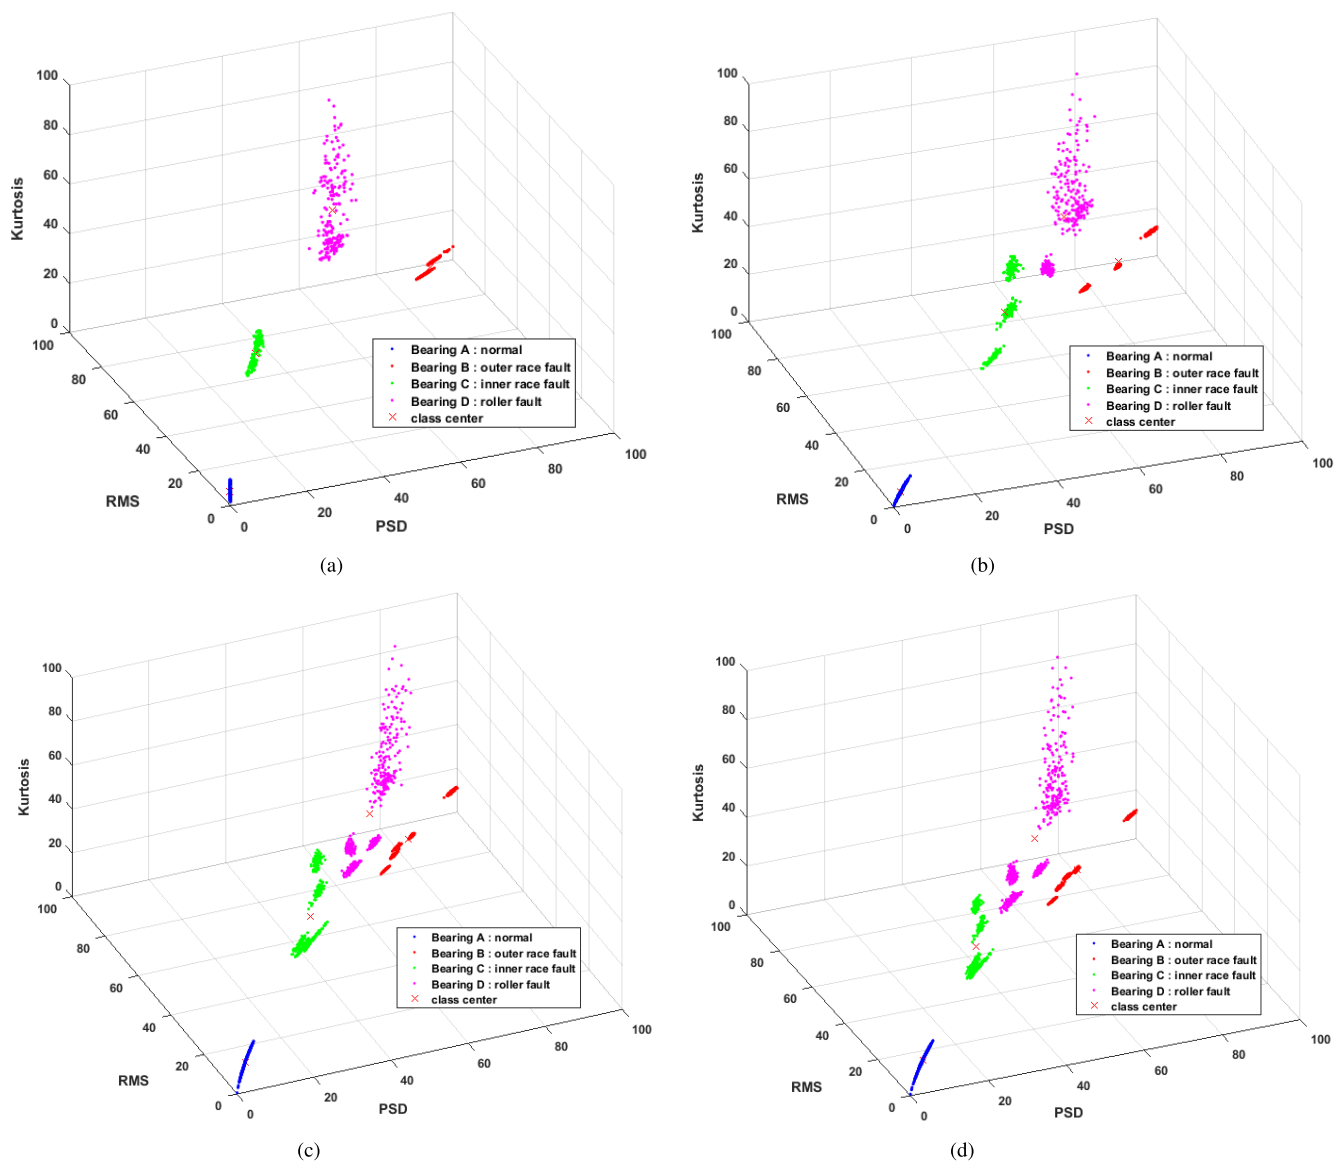 100
80
60
40
20
0
Kurtosis
100
80
60
40
20
0
RMS
0
20
40
60
80
100
PSD
Bearing A : normal
Bearing B : outer race fault
Bearing C : inner race fault
Bearing D : roller fault
class center
(a)
100
80
60
40
20
0
Kurtosis
100
80
60
40
20
0
RMS
0
20
40
60
80
100
PSD
Bearing A : normal
Bearing B : outer race fault
Bearing C : inner race fault
Bearing D : roller fault
class center
(b)
100
80
60
40
20
0
Kurtosis
100
80
60
40
20
0
RMS
0
20
40
60
80
100
PSD
Bearing A : normal
Bearing B : outer race fault
Bearing C : inner race fault
Bearing D : roller fault
class center
(c)
100
80
60
40
20
0
Kurtosis
100
80
60
40
20
0
RMS
0
20
40
60
80
100
PSD
Bearing A : normal
Bearing B : outer race fault
Bearing C : inner race fault
Bearing D : roller fault
class center
(d)